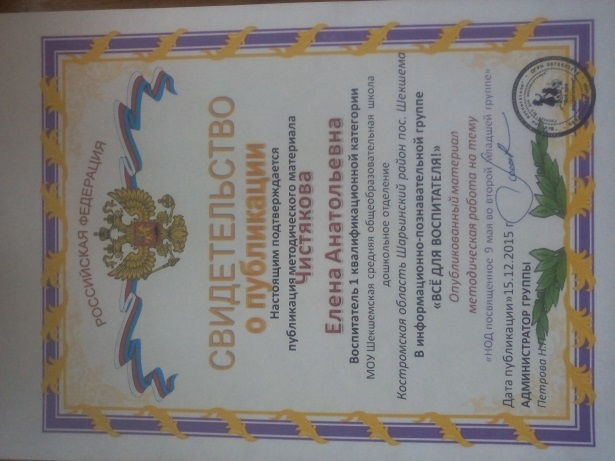 РОССИЙСКАЯ ФЕДЕРАЦИЯ
СВИДЕТЕЛЬСТВО
о публикации
Настоящим подтверждается
публикация методического материала
Чистякова
Елена Анатольевна
Воспитатель 1 квалификационной категории
МОУ Шекшемская средняя общеобразовательная школа
дошкольное отделение
Костромская область Шарьинский район пос. Шекшема
В информационно-познавательной группе
«ВСЁ ДЛЯ ВОСПИТАТЕЛЯ!»
Опубликованный материал
методическая работа на тему
«НОД посвященное 9 мая во второй младшей группе»
Дата публикации»15.12.2015 г
АДМИНИСТРАТОР ГРУППЫ
Петрова